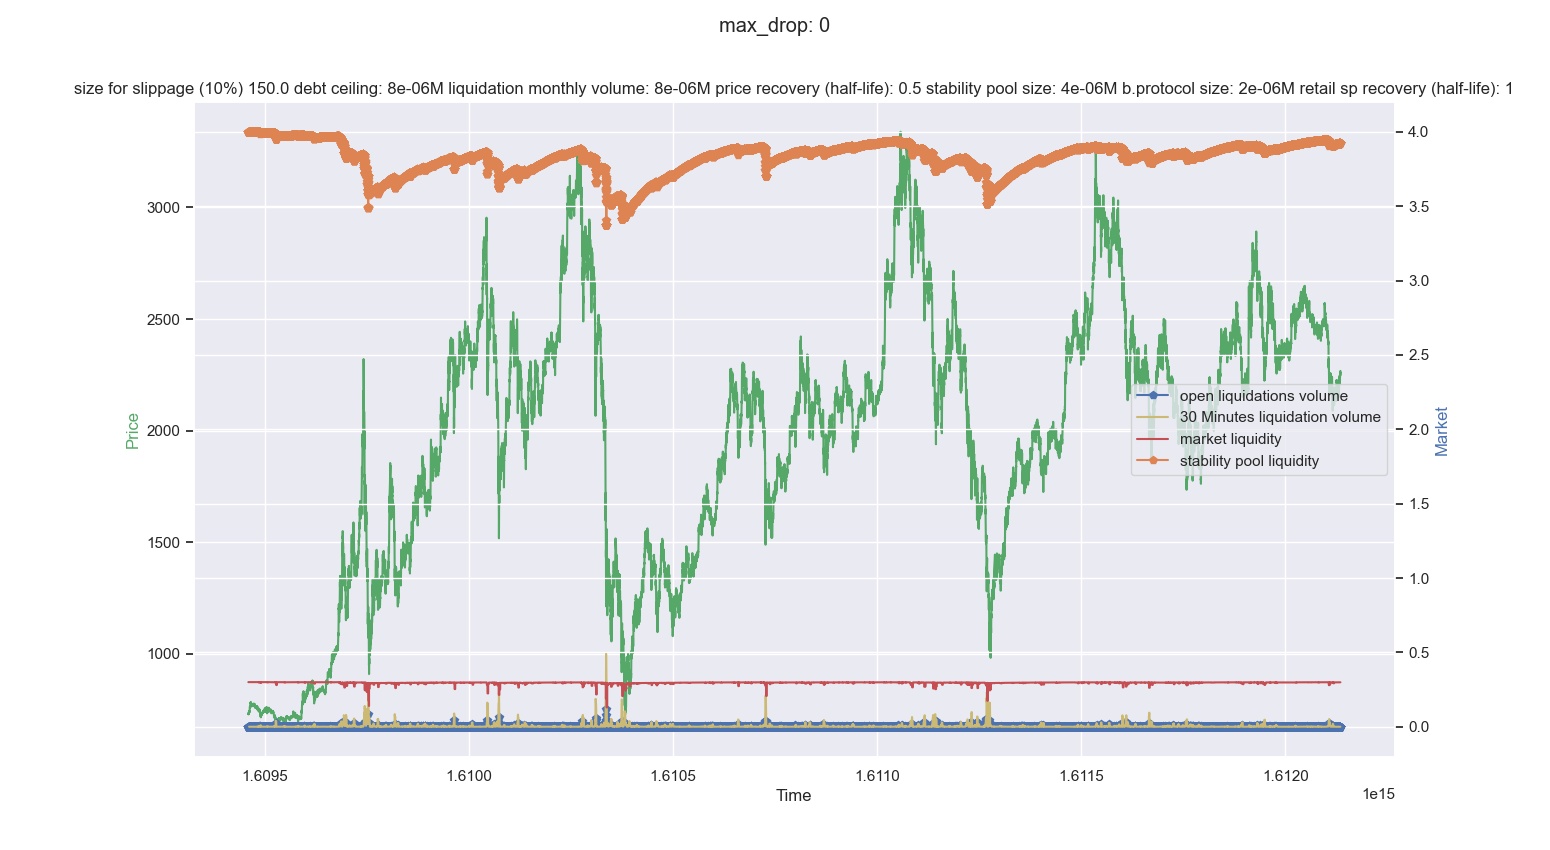 max_drop: 0
size for slippage (10%) 150.0 debt ceiling: 8e-06M liquidation monthly volume: 8e-06M price recovery (half-life): 0.5 stability pool size: 4e-06M b.protocol size: 2e-06M retail sp recovery (half-life): 1
4.0
3000
3.5
3.0
2500
2.5
open liquidations volume
30 Minutes liquidation volume
market liquidity
stability pool liquidity
Price
2000
2.0
Market
1.5
1500
1.0
1000
0.5
0.0
1.6095
1.6100
1.6105
1.6110
1.6115
1.6120
Time
1e15